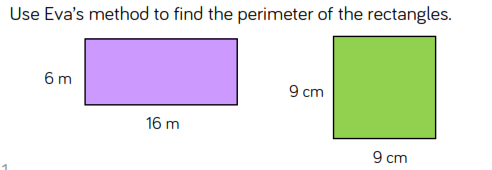 Use Eva's method to find the perimeter of the rectangles.
6 m
16 m
9 cm
9 cm